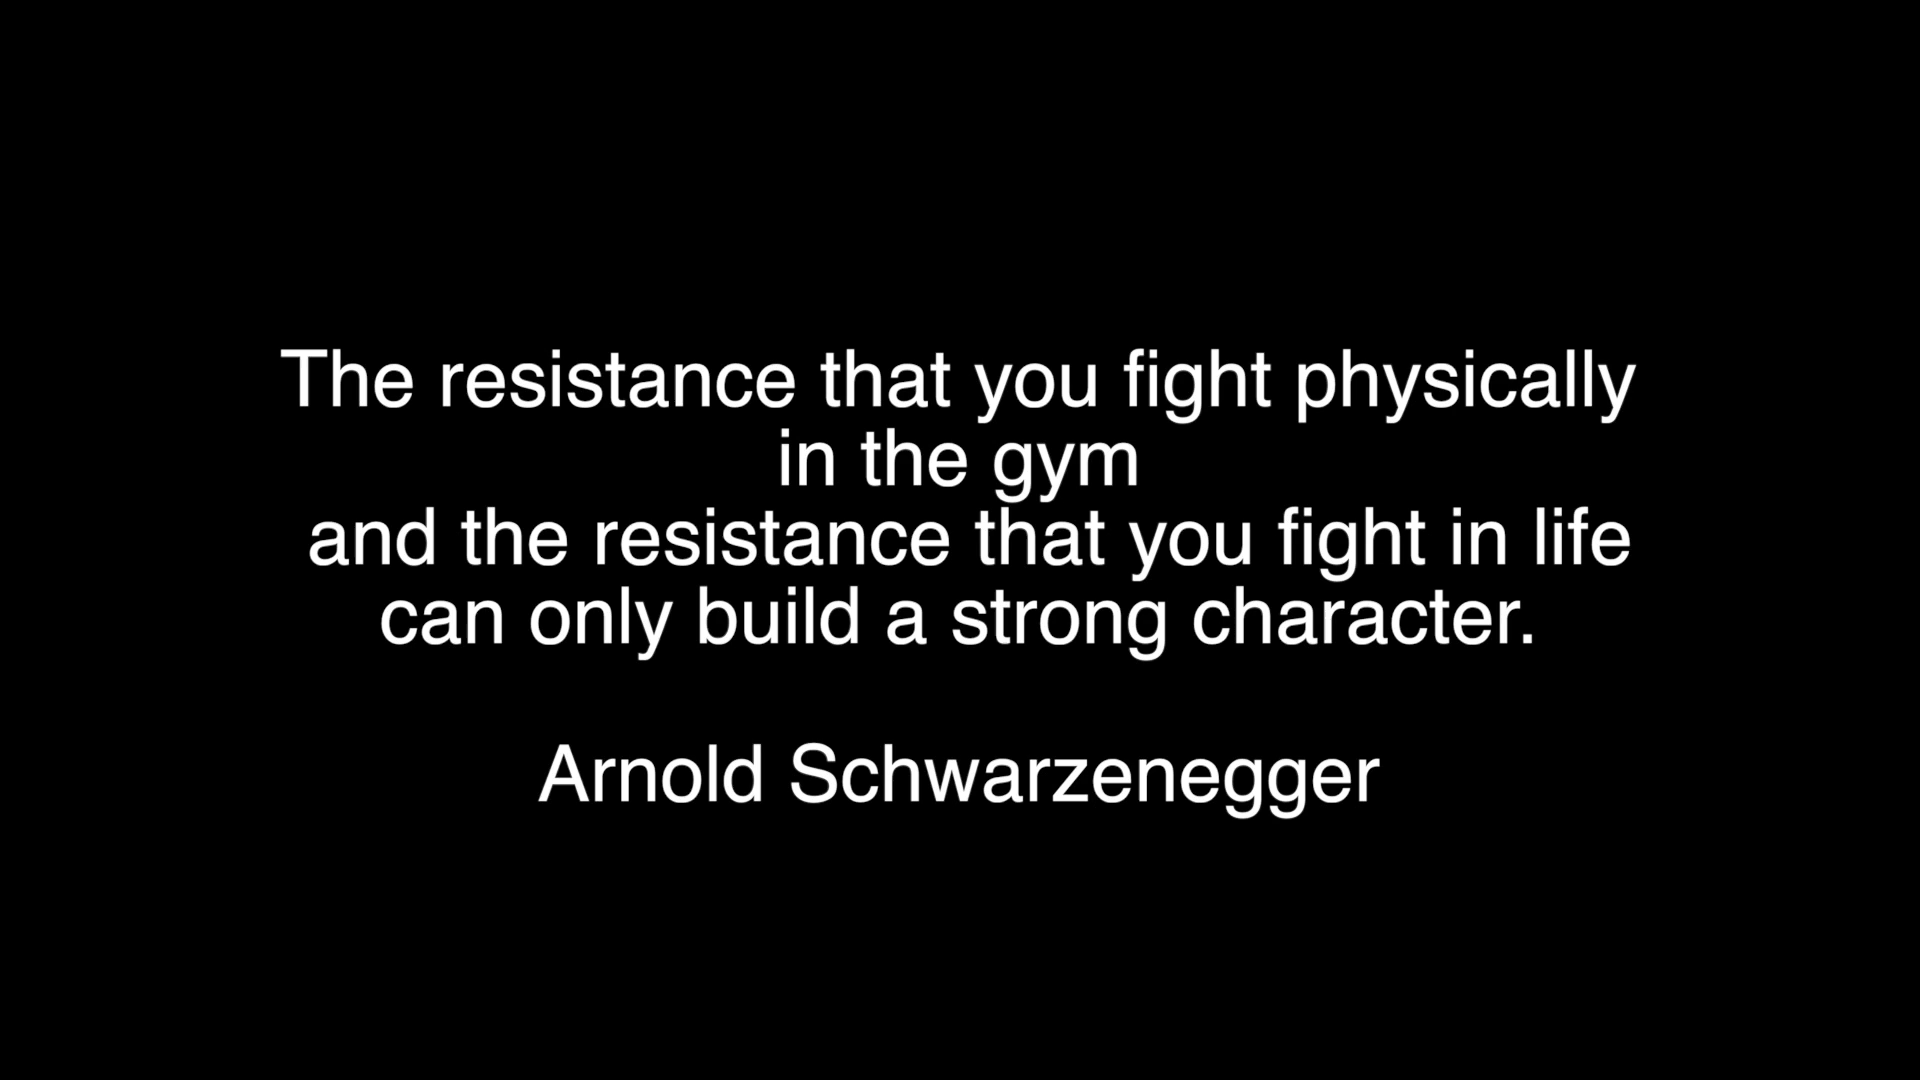 The resistance that you fight physically
in the gym
and the resistance that you fight in life
can only build a strong character.
Arnold Schwarzenegger